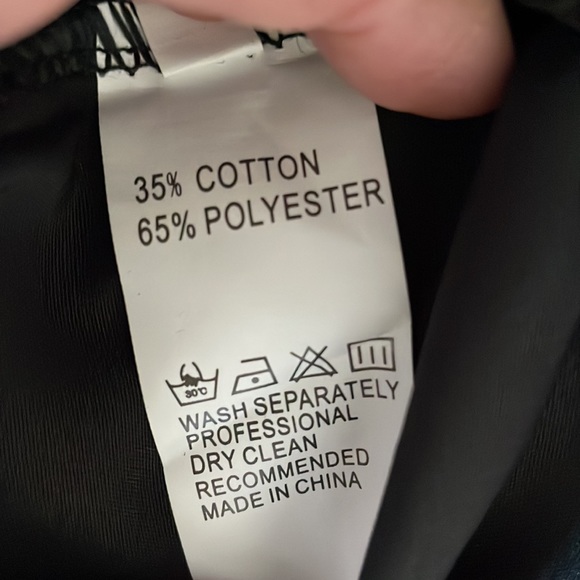 35% COTTON
65% POLYESTER
30°C
WASH SEPARATELY
PROFESSIONAL
DRY CLEAN
RECOMMENDED
MADE IN CHINA